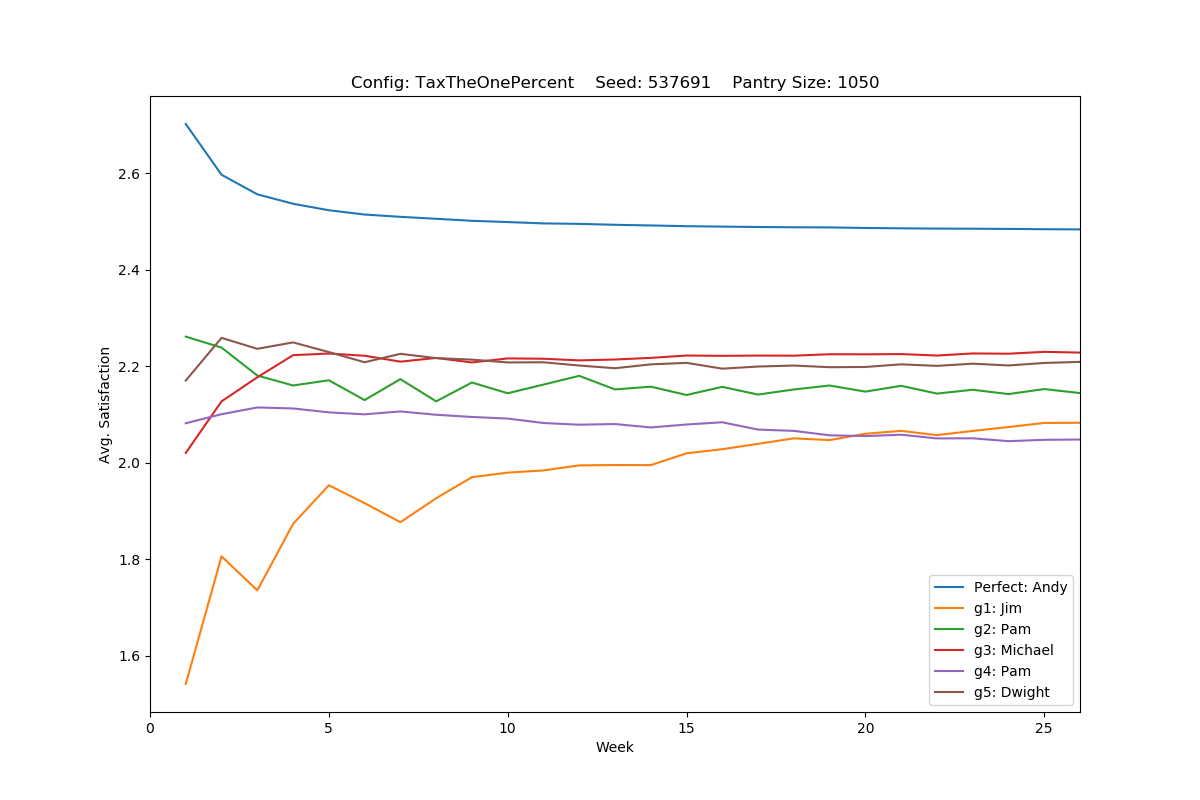 Config: TaxTheOnePercent    Seed: 537691    Pantry Size: 1050
Avg. Satisfaction
2.6
2.4
2.2
2.0
1.8
1.6
0 5 10 15 20 25
Week
Perfect: Andy
g1: Jim
g2: Pam
g3: Michael
g4: Pam
g5: Dwight